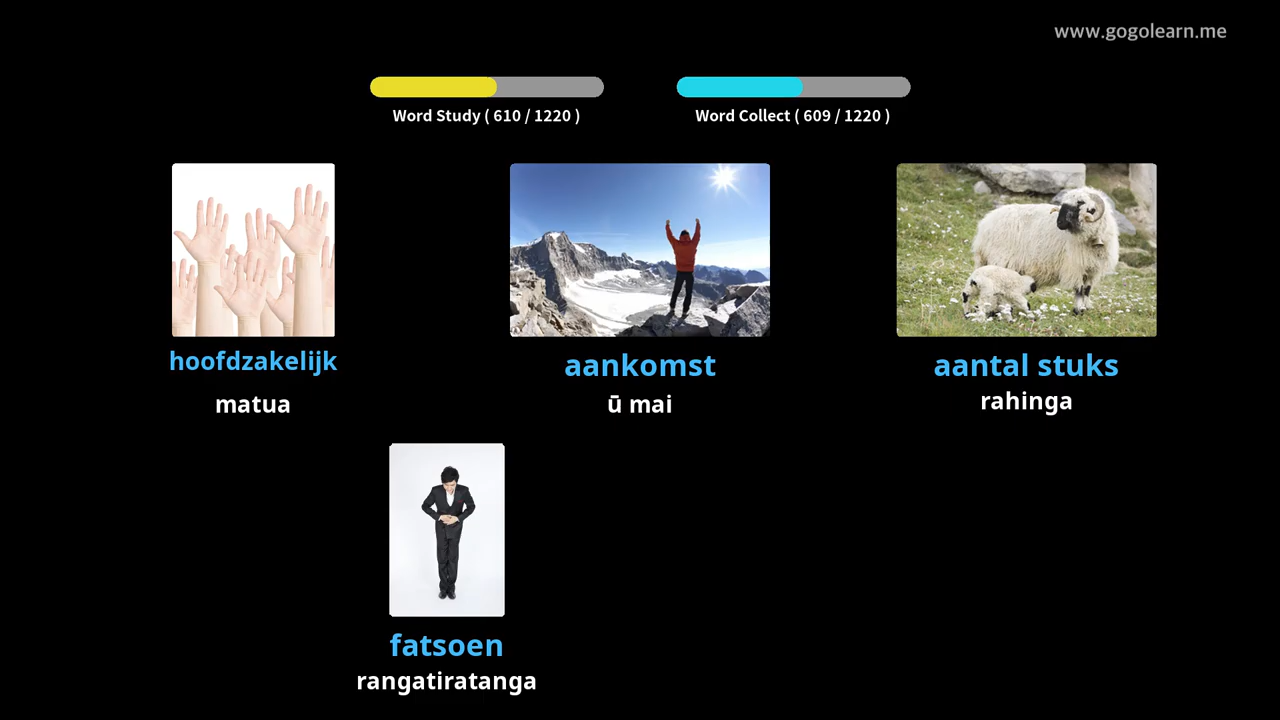 www.gogolearn.me
Word Study ( 610 / 1220 )
Word Collect ( 609 / 1220 )
hoofdzakelijk
matua
aankomst
ū mai
aantal stuks
rahinga
fatsoen
rangatiratanga